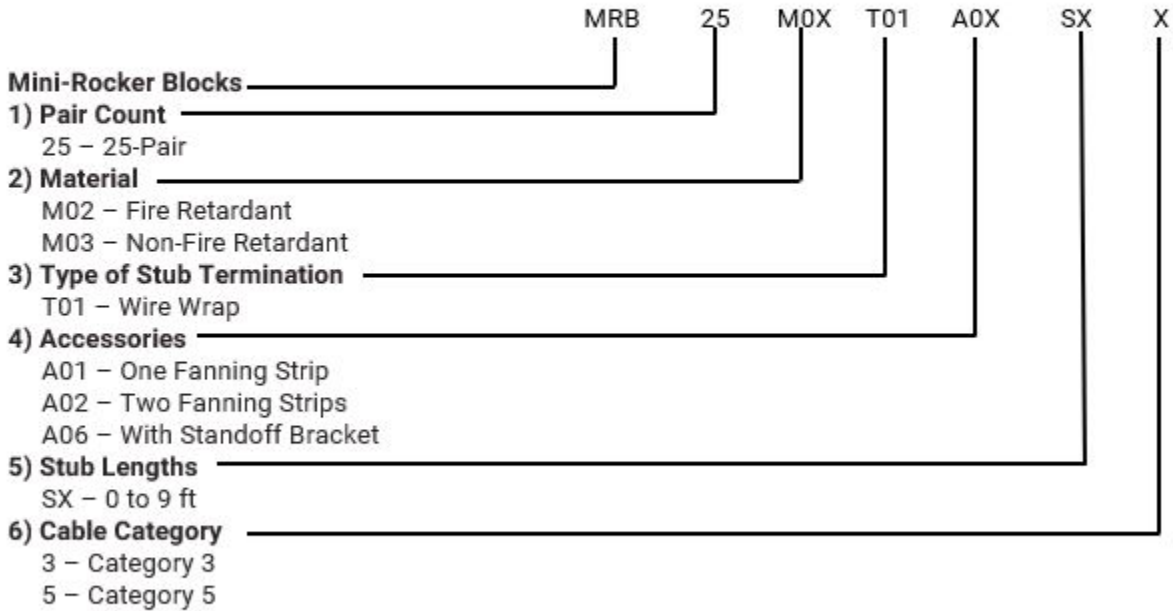 MRB 25 M0X T01 A0X SX X
Mini-Rocker Blocks
1) Pair Count
25 – 25-Pair
2) Material
M02 – Fire Retardant
M03 – Non-Fire Retardant
3) Type of Stub Termination
T01 – Wire Wrap
4) Accessories
A01 – One Fanning Strip
A02 – Two Fanning Strips
A06 – With Standoff Bracket
5) Stub Lengths
SX – 0 to 9 ft
6) Cable Category
3 – Category 3
5 – Category 5